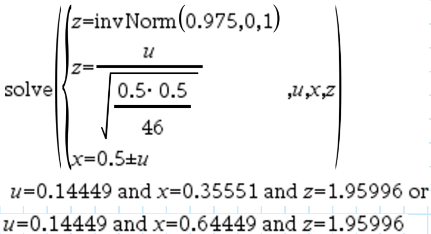 z=invNorm(0.975,0,1)
u
z=
0.5· 0.5
solve ,u,x,z
46
x=0.5±u
u=0.14449 and x=0.35551 and z=1.95996 or
u=0.14449 and x=0.64449 and z=1.95996